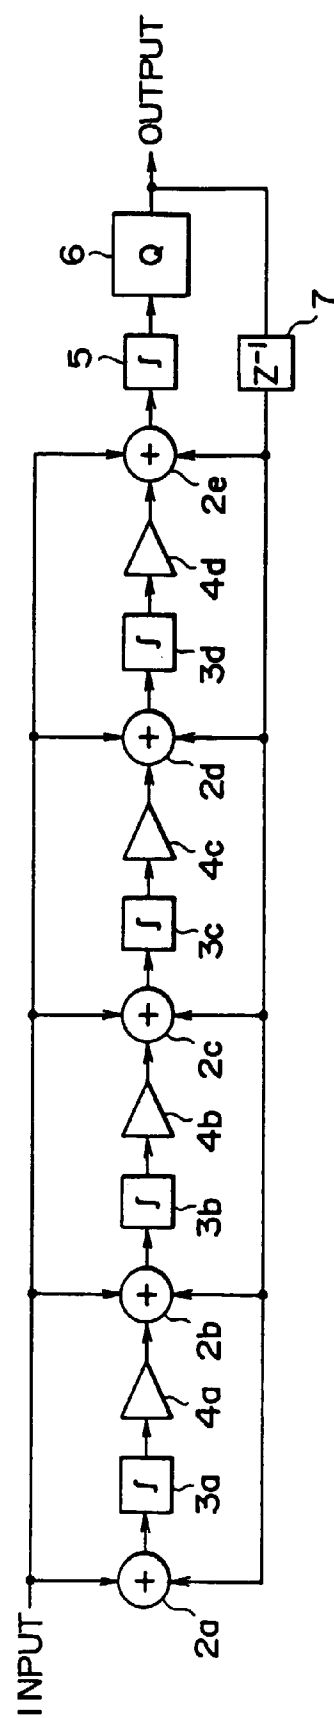 INPUT
2a
3a
∫
4a
2b
3b
∫
4b
2c
3c
∫
4c
2d
3d
∫
4d
2e
5
∫
6
Q
OUTPUT
7
Z⁻¹
+
+
+
+
+